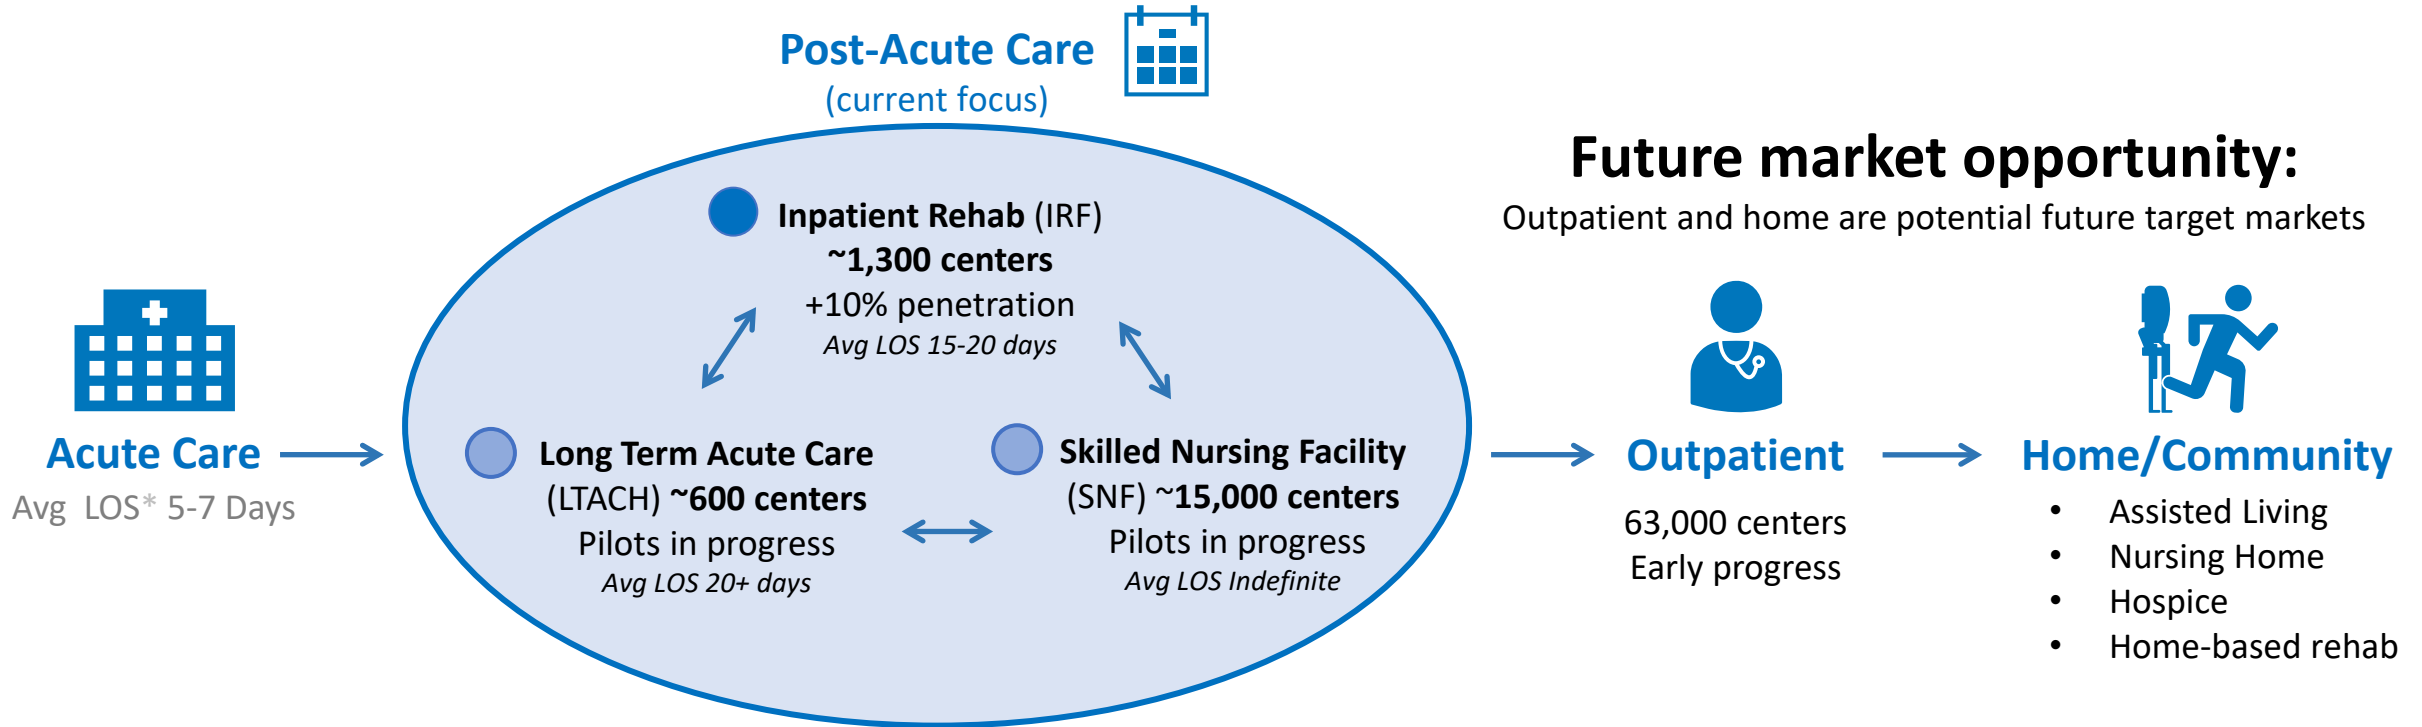 Post-Acute Care
(current focus)
Future market opportunity:
Outpatient and home are potential future target markets
Inpatient Rehab (IRF)
~1,300 centers
+10% penetration
Avg LOS 15-20 days
Acute Care
Avg LOS* 5-7 Days
Long Term Acute Care
(LTACH) ~600 centers
Pilots in progress
Avg LOS 20+ days
Skilled Nursing Facility
(SNF) ~15,000 centers
Pilots in progress
Avg LOS Indefinite
Outpatient
63,000 centers
Early progress
Home/Community
• Assisted Living
• Nursing Home
• Hospice
• Home-based rehab